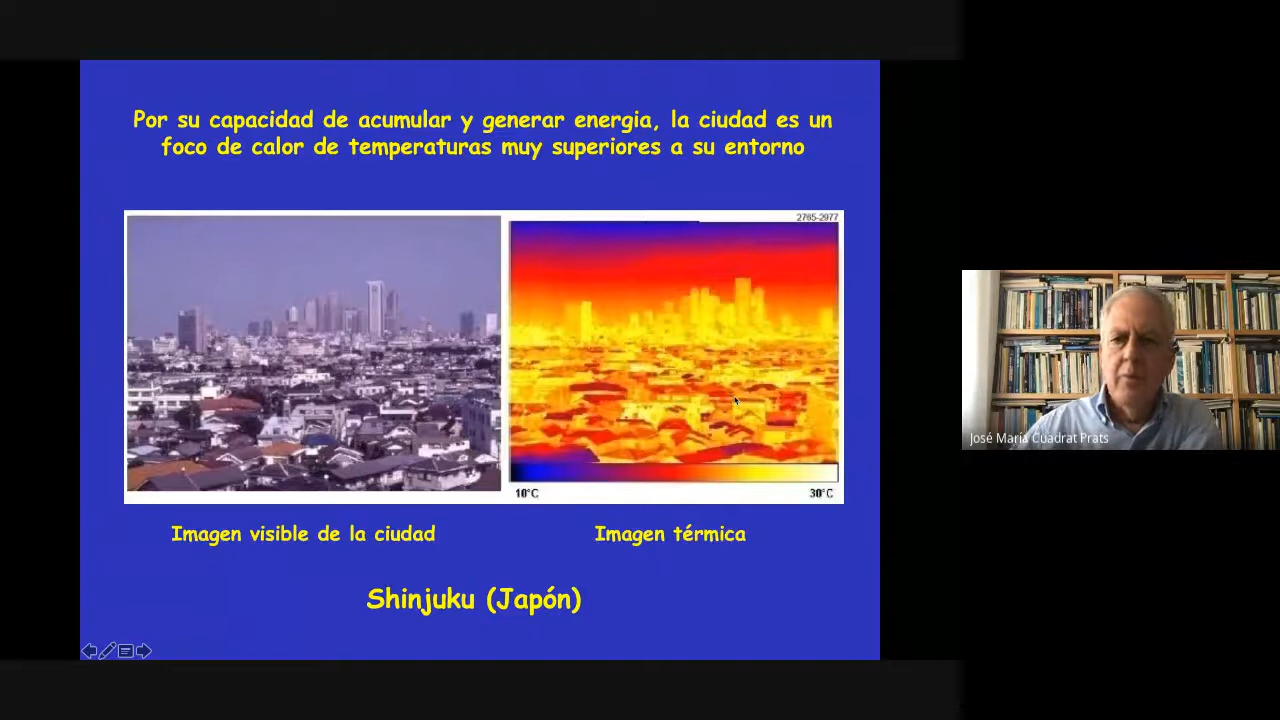 Por su capacidad de acumular y generar energia, la ciudad es un
foco de calor de temperaturas muy superiores a su entorno
2765-2977
10°C
30°C
Imagen visible de la ciudad
Imagen térmica
Shinjuku (Japón)
José María Cuadrat Prats